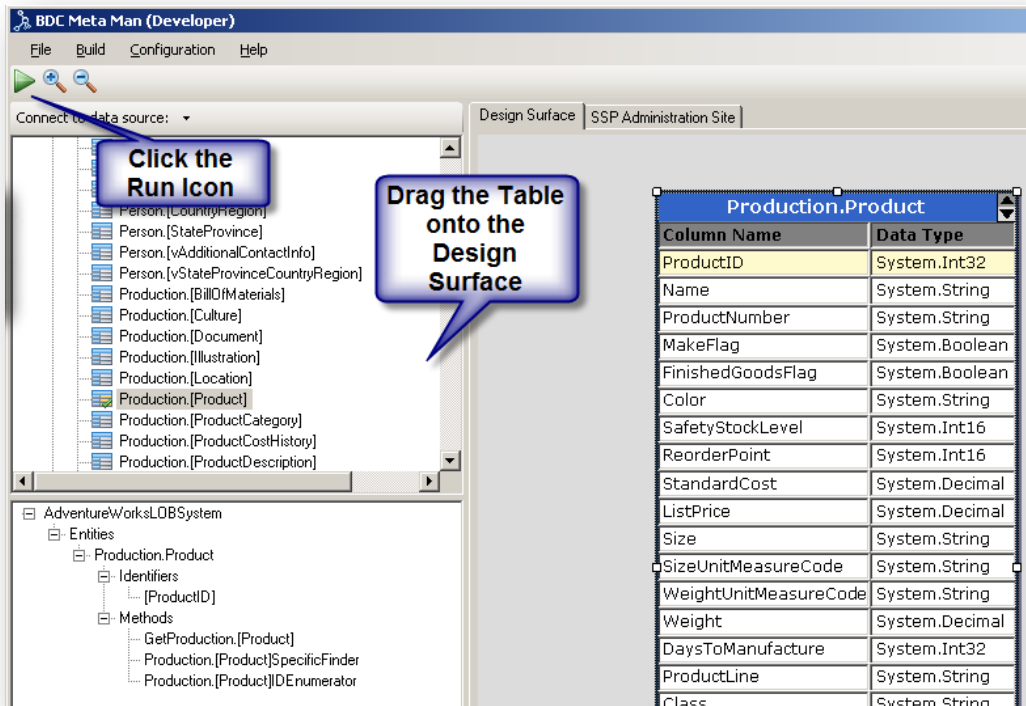 BDC Meta Man (Developer)
File Build Configuration Help
Connect to data source:
Click the
Run Icon
Person.[CountryRegion]
Person.[StateProvince]
Person.[vAdditionalContactInfo]
Person.[vStateProvinceCountryRegion]
Production.[BillOfMaterials]
Production.[Culture]
Production.[Document]
Production.[Illustration]
Production.[Location]
Production.[Product]
Production.[ProductCategory]
Production.[ProductCostHistory]
Production.[ProductDescription]
Drag the Table
onto the
Design
Surface
AdventureWorksLOBSystem
Entities
Production.Product
Identifiers
[ProductID]
Methods
GetProduction.[Product]
Production.[Product]SpecificFinder
Production.[Product]IDEnumerator
Design Surface SSP Administration Site
Production.Product
Column Name Data Type
ProductID System.Int32
Name System.String
ProductNumber System.String
MakeFlag System.Boolean
FinishedGoodsFlag System.Boolean
Color System.String
SafetyStockLevel System.Int16
ReorderPoint System.Int16
StandardCost System.Decimal
ListPrice System.Decimal
Size System.String
SizeUnitMeasureCode System.String
WeightUnitMeasureCode System.String
Weight System.Decimal
DaysToManufacture System.Int32
ProductLine System.String
Class System.String